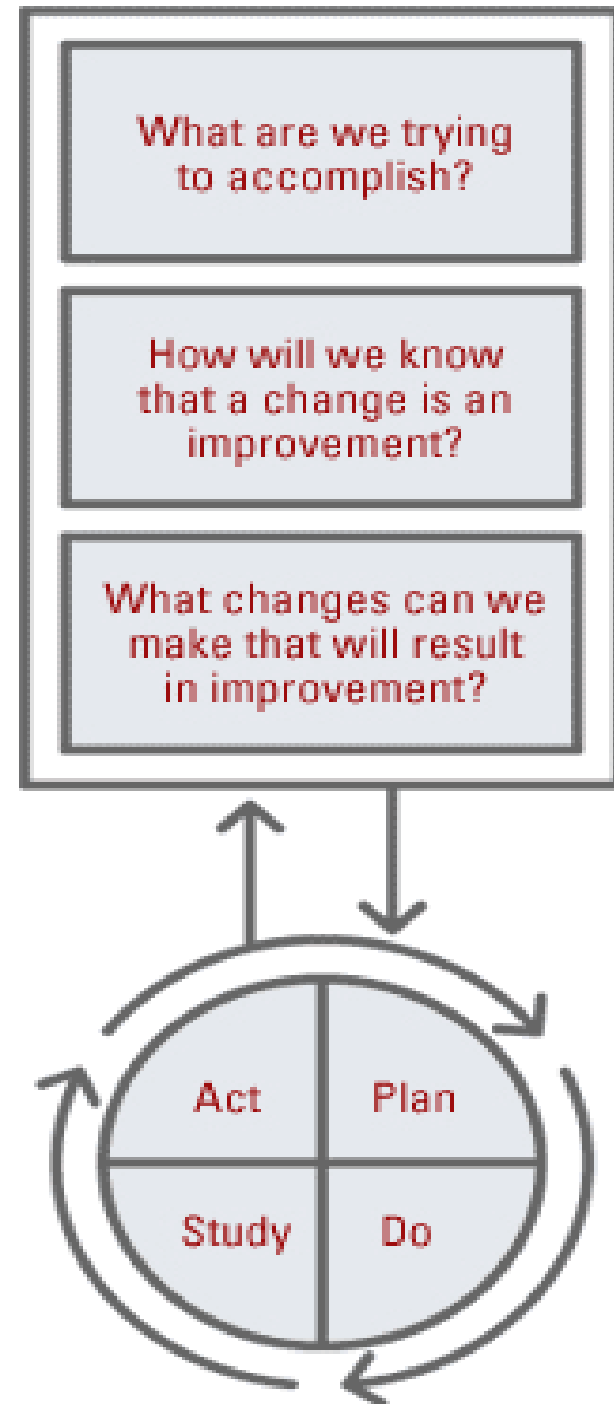 What are we trying
to accomplish?
How will we know
that a change is an
improvement?
What changes can we
make that will result
in improvement?
Act
Plan
Study
Do